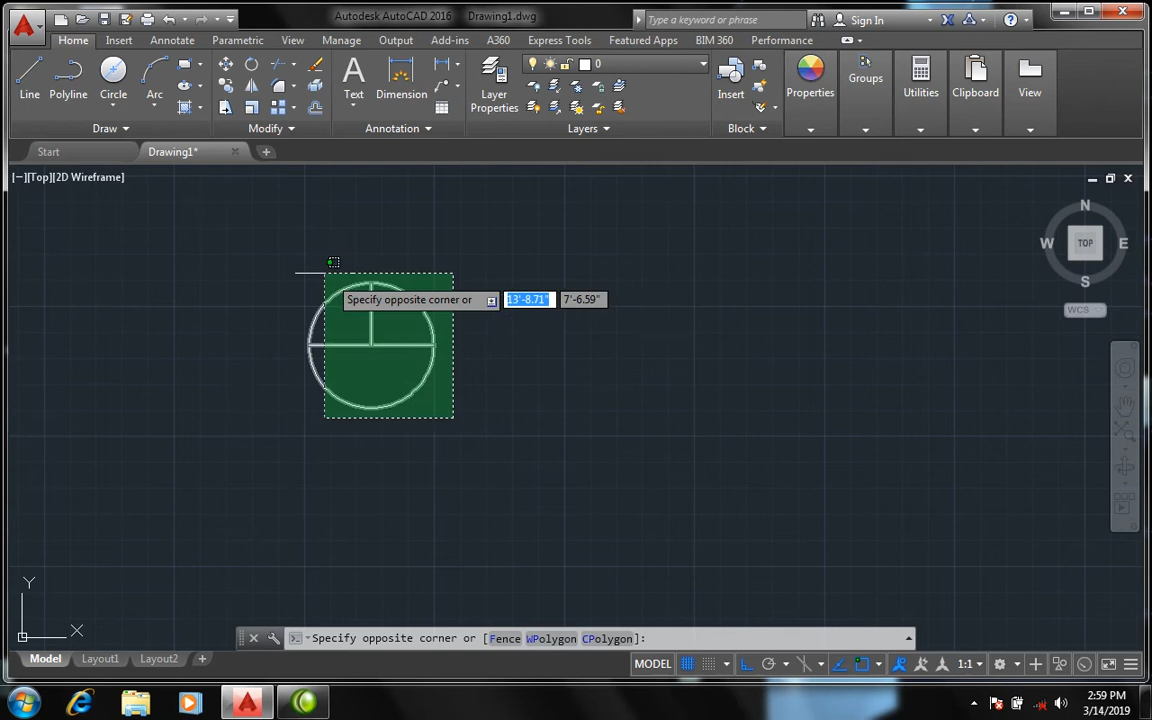 Autodesk AutoCAD 2016 Drawing1.dwg
Type a keyword or phrase
Sign In
Home Insert Annotate Parametric View Manage Output Add-ins A360 Express Tools Featured Apps BIM 360 Performance
0
Line Polyline Circle Arc
Text Dimension
Layer
Properties
Insert
Properties
Groups
Utilities
Clipboard
View
Draw Modify Annotation Layers Block
Start Drawing1*
[−][Top][2D Wireframe]
N
W TOP E
S
WCS
Specify opposite corner or 13'-8.71" 7'-6.59"
Y
X
Specify opposite corner or [Fence WPolygon CPolygon]:
Model Layout1 Layout2 +
MODEL
1:1
2:59 PM
3/14/2019